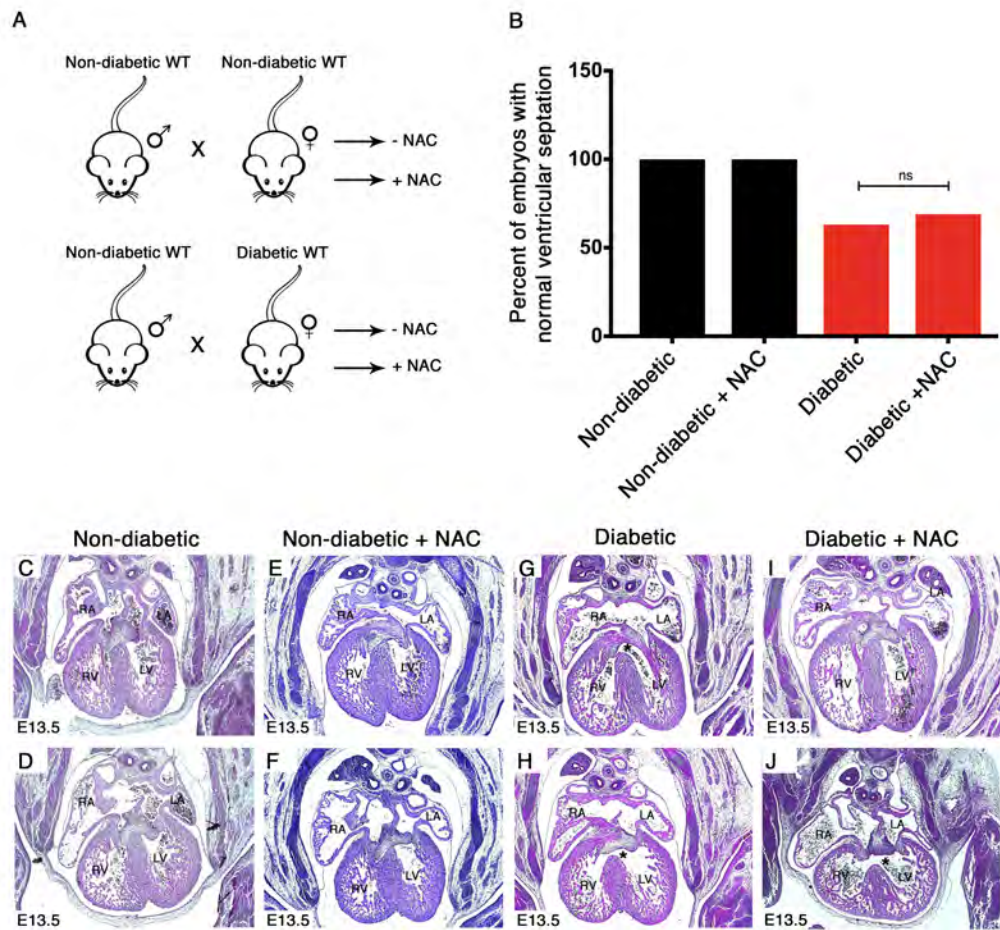 A
Non-diabetic WT
Non-diabetic WT
♂
X
♀
- NAC
+ NAC
Non-diabetic WT
Diabetic WT
♂
X
♀
- NAC
+ NAC
B
Percent of embryos with
normal ventricular septation
150
100
50
0
ns
Non-diabetic
Non-diabetic + NAC
Diabetic
Diabetic +NAC
Non-diabetic
Non-diabetic + NAC
Diabetic
Diabetic + NAC
C
RA
LA
RV
LV
E13.5
E
RA
LA
RV
LV
E13.5
G
RA
LA
*
RV
LV
E13.5
I
RA
LA
RV
LV
E13.5
D
RA
LA
RV
LV
E13.5
F
RA
LA
RV
LV
E13.5
H
RA
LA
*
RV
LV
E13.5
J
RA
LA
*
RV
LV
E13.5